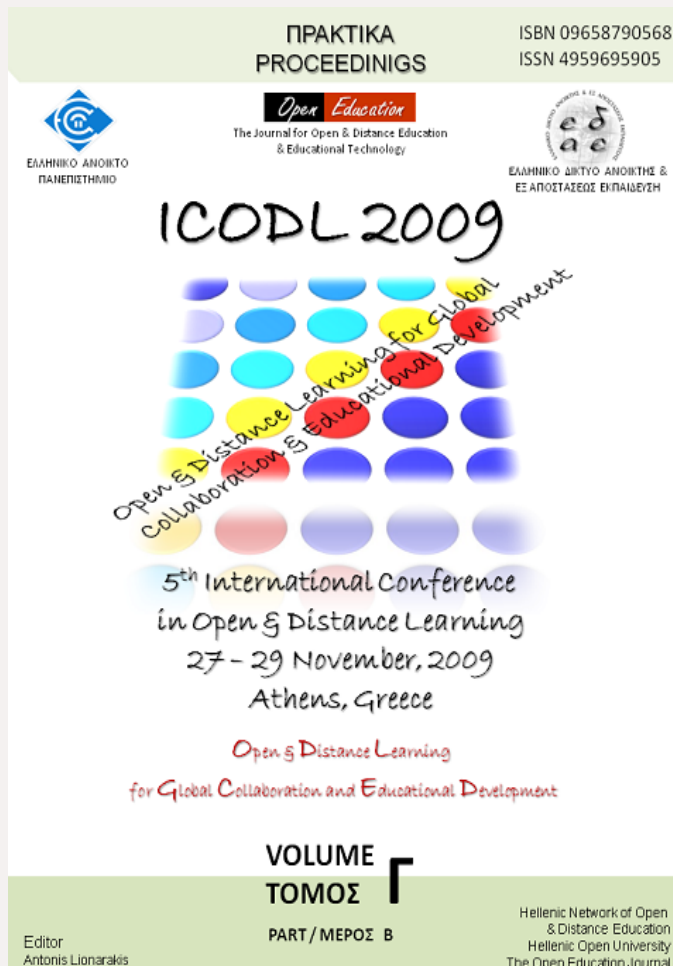 ΠΡΑΚΤΙΚΑ
PROCEEDINIGS
ISBN 09658790568
ISSN 4959695905
ΕΛΛΗΝΙΚΟ ΑΝΟΙΚΤΟ
ΠΑΝΕΠΙΣΤΗΜΙΟ
Open Education
The Journal for Open & Distance Education
& Educational Technology
εδ
αε
ΕΛΛΗΝΙΚΟ ΔΙΚΤΥΟ ΑΝΟΙΚΤΗΣ &
ΕΞ ΑΠΟΣΤΑΣΕΩΣ ΕΚΠΑΙΔΕΥΣΗ
ICODL 2009
Open & Distance Learning for Global
Collaboration & Educational Development
5th International Conference
in Open & Distance Learning
27 – 29 November, 2009
Athens, Greece
Open & Distance Learning
for Global Collaboration and Educational Development
VOLUME
ΤΟΜΟΣ Γ
PART / ΜΕΡΟΣ Β
Editor
Antonis Lionarakis
Hellenic Network of Open
& Distance Education
Hellenic Open University
The Open Education Journal